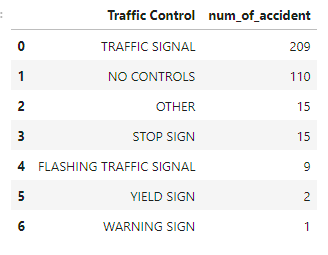 Traffic Control num_of_accident
0 TRAFFIC SIGNAL 209
1 NO CONTROLS 110
2 OTHER 15
3 STOP SIGN 15
4 FLASHING TRAFFIC SIGNAL 9
5 YIELD SIGN 2
6 WARNING SIGN 1